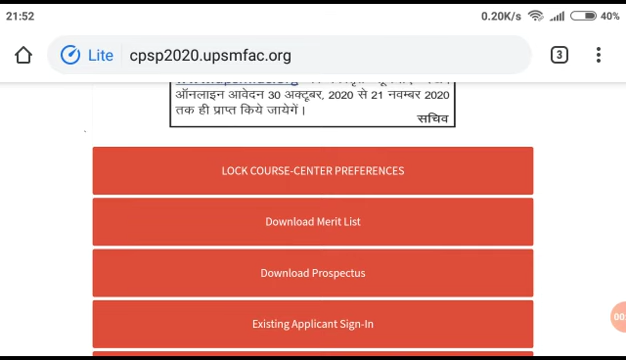 21:52 0.20K/s 40%
Lite cpsp2020.upsmfac.org 3
ऑनलाइन आवेदन 30 अक्टूबर, 2020 से 21 नवम्बर 2020
तक ही प्राप्त किये जायेगें।
सचिव
LOCK COURSE-CENTER PREFERENCES
Download Merit List
Download Prospectus
Existing Applicant Sign-In
00